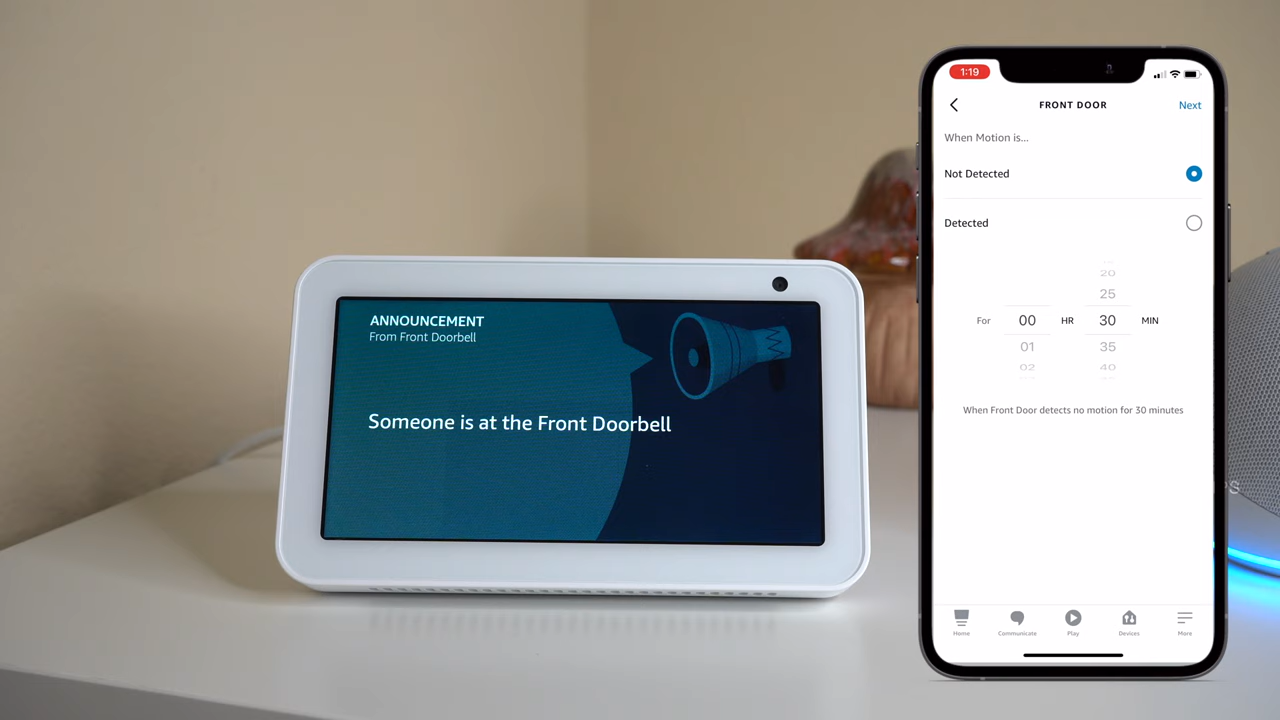 ANNOUNCEMENT
From Front Doorbell
Someone is at the Front Doorbell
1:19
FRONT DOOR
Next
When Motion is...
Not Detected
Detected
20
25
For 00 HR 30 MIN
01 35
02 40
When Front Door detects no motion for 30 minutes
Home Communicate Play Devices More